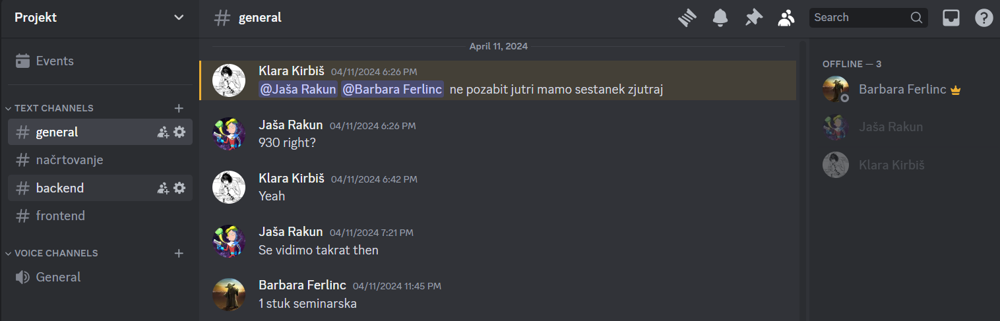 Projekt
Events
TEXT CHANNELS
general
načrtovanje
backend
frontend
VOICE CHANNELS
General
general
Search
April 11, 2024
Klara Kirbiš 04/11/2024 6:26 PM
@Jaša Rakun @Barbara Ferlinc ne pozabit jutri mamo sestanek zjutraj
Jaša Rakun 04/11/2024 6:26 PM
930 right?
Klara Kirbiš 04/11/2024 6:42 PM
Yeah
Jaša Rakun 04/11/2024 7:21 PM
Se vidimo takrat then
Barbara Ferlinc 04/11/2024 11:45 PM
1 stuk seminarska
OFFLINE — 3
Barbara Ferlinc
Jaša Rakun
Klara Kirbiš